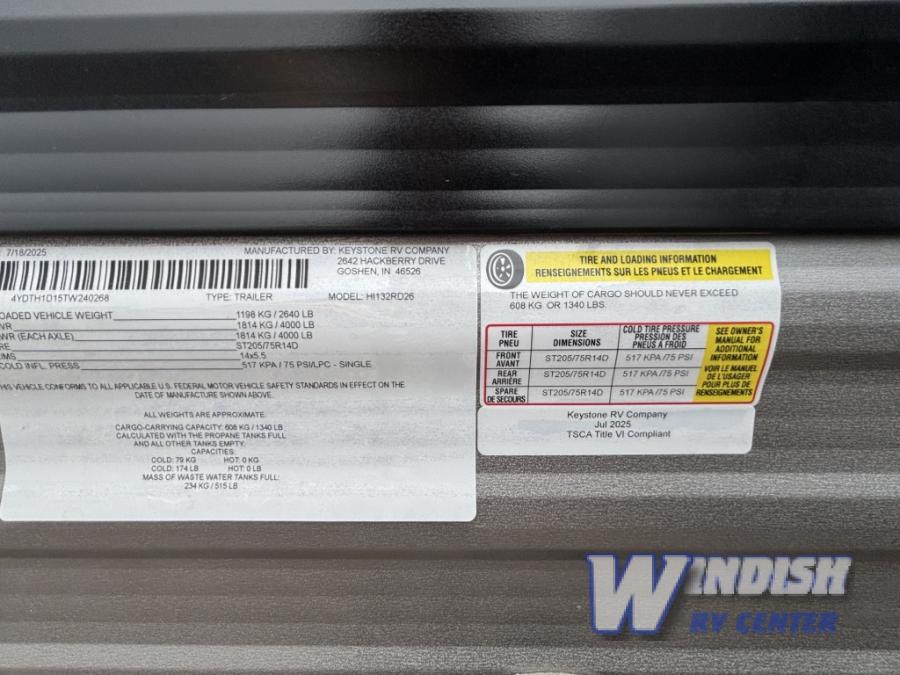 : 7/18/2025 MANUFACTURED BY: KEYSTONE RV COMPANY
2642 HACKBERRY DRIVE
GOSHEN, IN 46526
4YDTH1D15TW240268 TYPE: TRAILER MODEL: HI132RD26
OADED VEHICLE WEIGHT 1198 KG / 2640 LB
WR 1814 KG / 4000 LB
WR (EACH AXLE) 1814 KG / 4000 LB
RE ST205/75R14D
IMS 14x5.5
COLD INFL. PRESS 517 KPA / 75 PSI/LPC - SINGLE
THIS VEHICLE CONFORMS TO ALL APPLICABLE U.S. FEDERAL MOTOR VEHICLE SAFETY STANDARDS IN EFFECT ON THE
DATE OF MANUFACTURE SHOWN ABOVE.
ALL WEIGHTS ARE APPROXIMATE.
CARGO-CARRYING CAPACITY: 608 KG / 1340 LB
CALCULATED WITH THE PROPANE TANKS FULL
AND ALL OTHER TANKS EMPTY.
CAPACITIES:
COLD: 79 KG HOT: 0 KG
COLD: 174 LB HOT: 0 LB
MASS OF WASTE WATER TANKS FULL:
234 KG / 515 LB
TIRE AND LOADING INFORMATION
RENSEIGNEMENTS SUR LES PNEUS ET LE CHARGEMENT
THE WEIGHT OF CARGO SHOULD NEVER EXCEED
608 KG OR 1340 LBS.
TIRE PNEU SIZE DIMENSIONS COLD TIRE PRESSURE PRESSION DES PNEUS A FROID
FRONT AVANT ST205/75R14D 517 KPA /75 PSI
REAR ARRIÈRE ST205/75R14D 517 KPA /75 PSI
SPARE DE SECOURS ST205/75R14D 517 KPA /75 PSI
SEE OWNER'S
MANUAL FOR
ADDITIONAL
INFORMATION
VOIR LE MANUEL
DE L'USAGER
POUR PLUS DE
RENSEIGNEMENTS
Keystone RV Company
Jul 2025
TSCA Title VI Compliant
WINDISH
RV CENTER